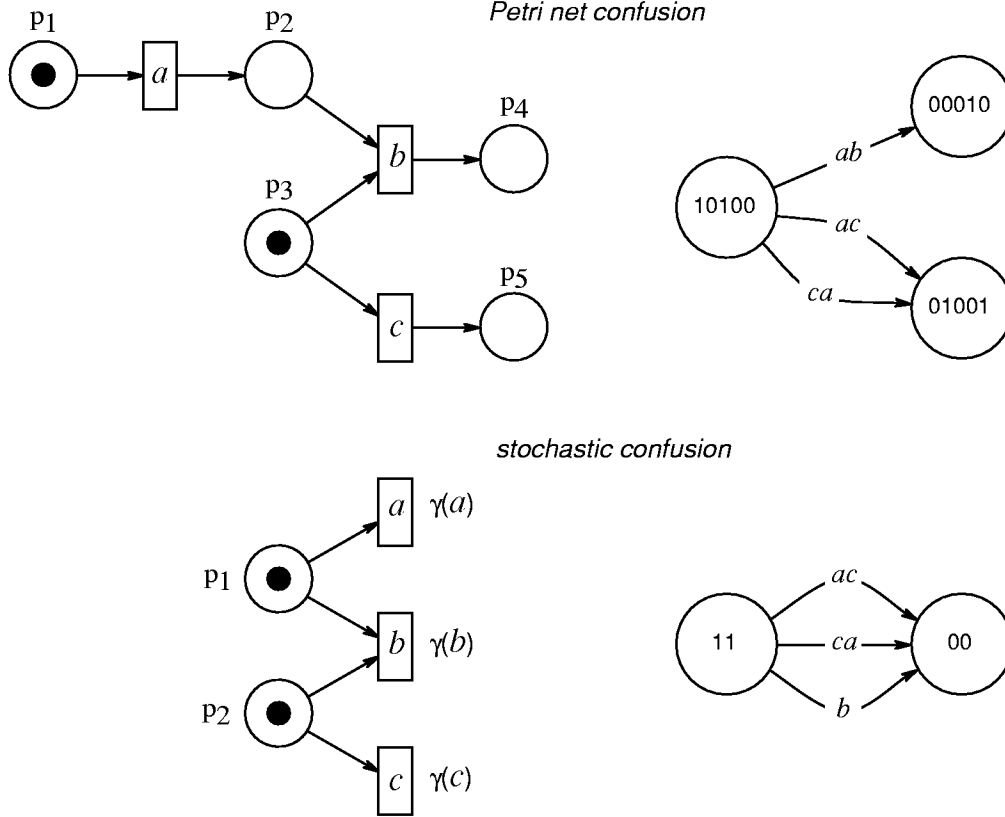 Petri net confusion
p1
a
p2
b
p4
p3
c
p5
10100
ab
00010
ac
ca
01001
stochastic confusion
a γ(a)
p1
b γ(b)
p2
c γ(c)
11
ac
ca
b
00